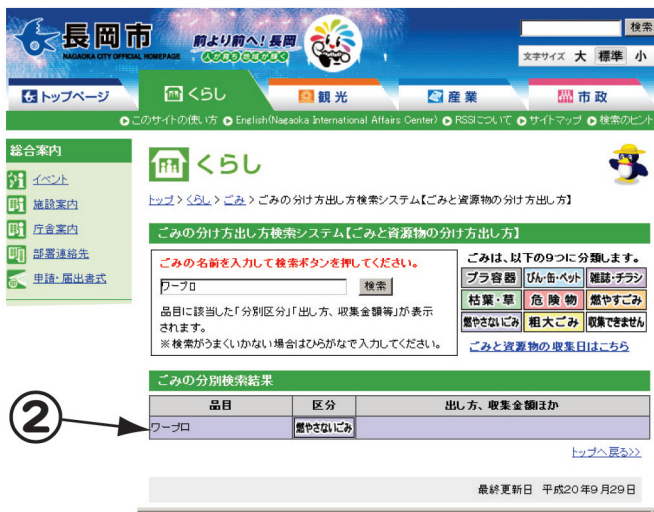 長岡市
NAGAOKA CITY OFFICIAL HOMEPAGE
前より前へ!長岡
人が育ち地域が輝く
検索
文字サイズ 大 標準 小
トップページ
くらし
観光
産業
市政
このサイトの使い方 English(Nagaoka International Affairs Center) RSSについて サイトマップ 検索のヒント
総合案内
イベント
施設案内
庁舎案内
部署連絡先
申請・届出書式
くらし
トップ > くらし > ごみ > ごみの分け方出し方検索システム【ごみと資源物の分け方出し方】
ごみの分け方出し方検索システム【ごみと資源物の分け方出し方】
ごみの名前を入力して検索ボタンを押してください。
ワープロ
検索
品目に該当した「分別区分」「出し方、収集金額等」が表示
されます。
※検索がうまくいかない場合はひらがなで入力してください。
ごみは、以下の9つに分類します。
プラ容器 びん・缶・ペット 雑誌・チラシ
枯葉・草 危険物 燃やすごみ
燃やさないごみ 粗大ごみ 収集できません
ごみと資源物の収集日はこちら
ごみの分別検索結果
品目 区分 出し方、収集金額ほか
② ワープロ 燃やさないごみ
トップへ戻る>>
最終更新日 平成20年9月29日